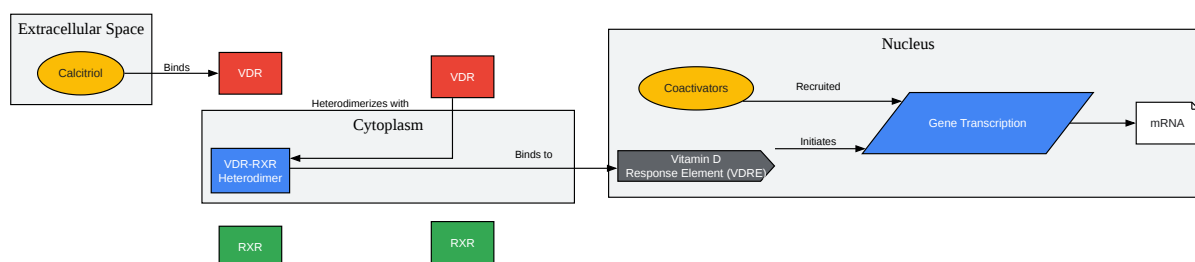 Extracellular Space
Calcitriol
Binds
VDR
VDR
Heterodimerizes with
Cytoplasm
VDR-RXR
Heterodimer
Binds to
RXR
RXR
Nucleus
Coactivators
Recruited
Vitamin D
Response Element (VDRE)
Initiates
Gene Transcription
mRNA